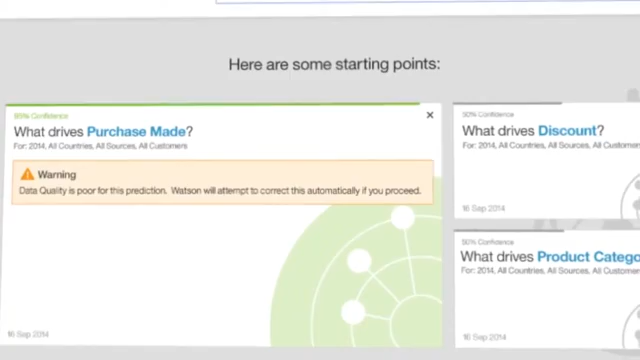 Here are some starting points:
95% Confidence
What drives Purchase Made?
For: 2014, All Countries, All Sources, All Customers
Warning
Data Quality is poor for this prediction. Watson will attempt to correct this automatically if you proceed.
16 Sep 2014
50% Confidence
What drives Discount?
For: 2014, All Countries, All Sources, All Customers
16 Sep 2014
50% Confidence
What drives Product Catego
For: 2014, All Countries, All Sources, All Customer